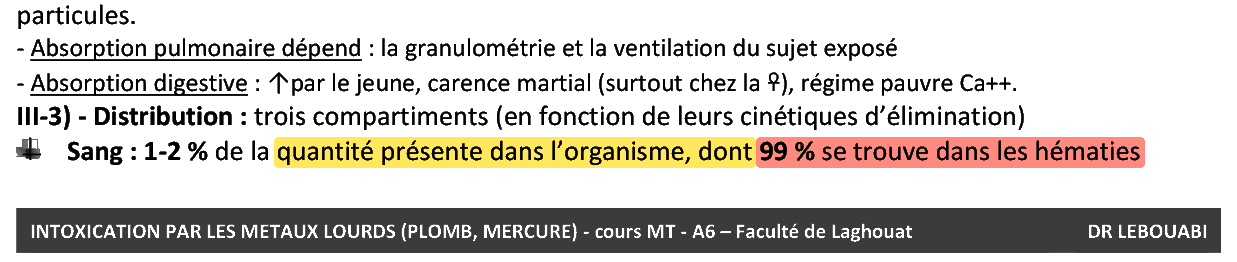 particules.
- Absorption pulmonaire dépend : la granulométrie et la ventilation du sujet exposé
- Absorption digestive : ↑par le jeune, carence martial (surtout chez la ♀), régime pauvre Ca++.
III-3) - Distribution : trois compartiments (en fonction de leurs cinétiques d’élimination)
Sang : 1-2 % de la quantité présente dans l’organisme, dont 99 % se trouve dans les hématies
INTOXICATION PAR LES METAUX LOURDS (PLOMB, MERCURE) - cours MT - A6 – Faculté de Laghouat DR LEBOUABI